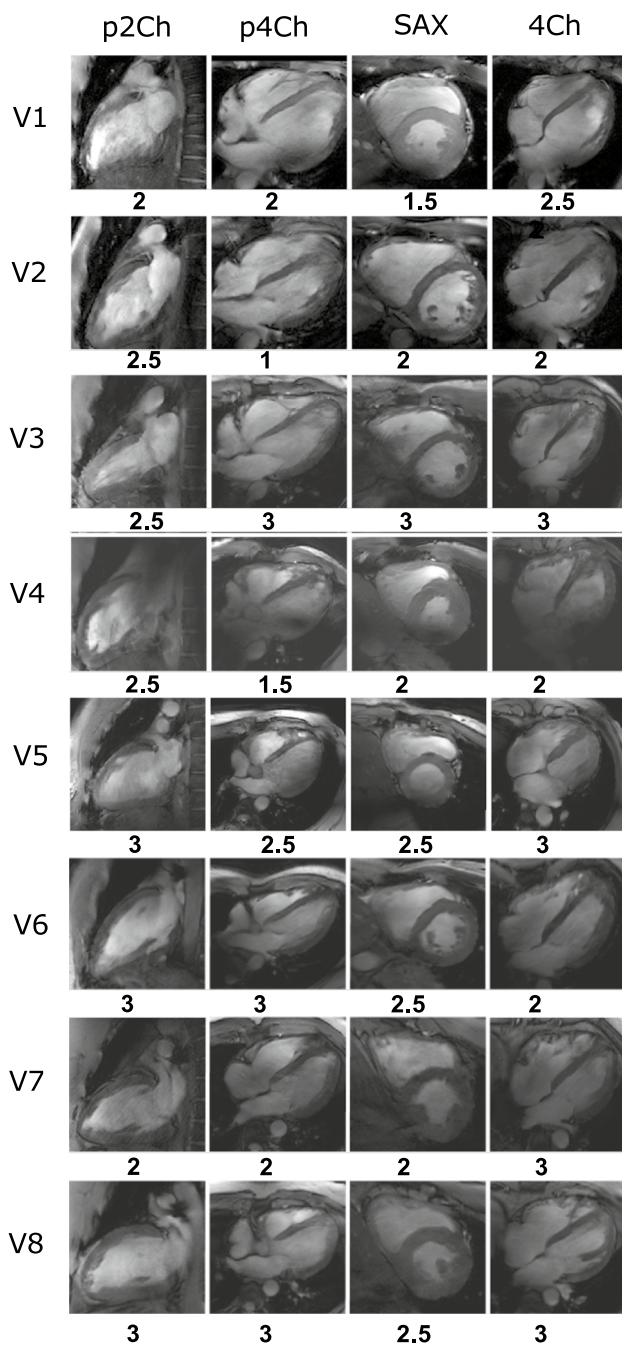 p2Ch p4Ch SAX 4Ch
V1
2 2 1.5 2.5
2
V2
2.5 1 2 2
V3
2.5 3 3 3
V4
2.5 1.5 2 2
V5
3 2.5 2.5 3
V6
3 3 2.5 2
V7
2 2 2 3
V8
3 3 2.5 3